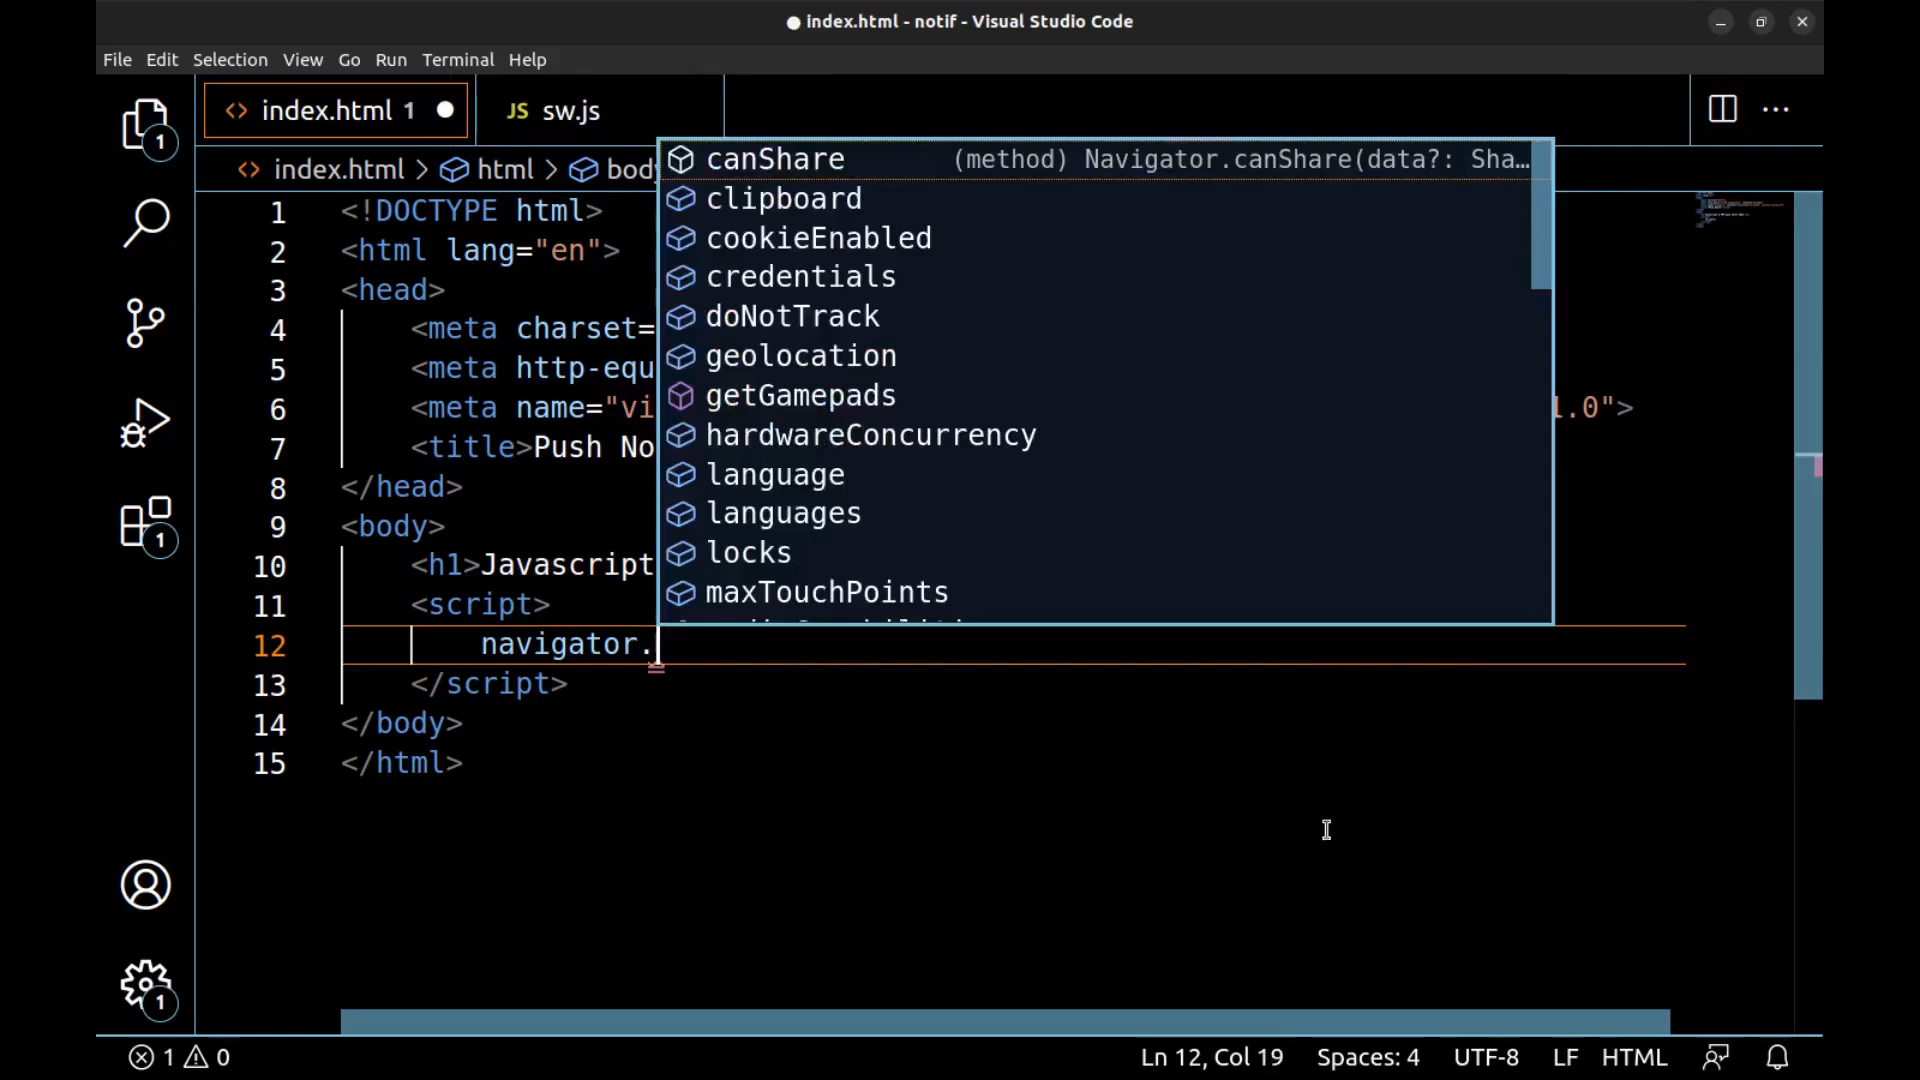 index.html - notif - Visual Studio Code
File Edit Selection View Go Run Terminal Help
index.html 1 JS sw.js
index.html > html > body
canShare (method) Navigator.canShare(data?: Sha…
clipboard
cookieEnabled
credentials
doNotTrack
geolocation
getGamepads
hardwareConcurrency
language
languages
locks
maxTouchPoints
1 <!DOCTYPE html>
2 <html lang="en">
3 <head>
4 <meta charset=
5 <meta http-equ
6 <meta name="vi 1.0">
7 <title>Push No
8 </head>
9 <body>
10 <h1>Javascript
11 <script>
12 navigator.
13 </script>
14 </body>
15 </html>
1
1
1
1 0 Ln 12, Col 19 Spaces: 4 UTF-8 LF HTML